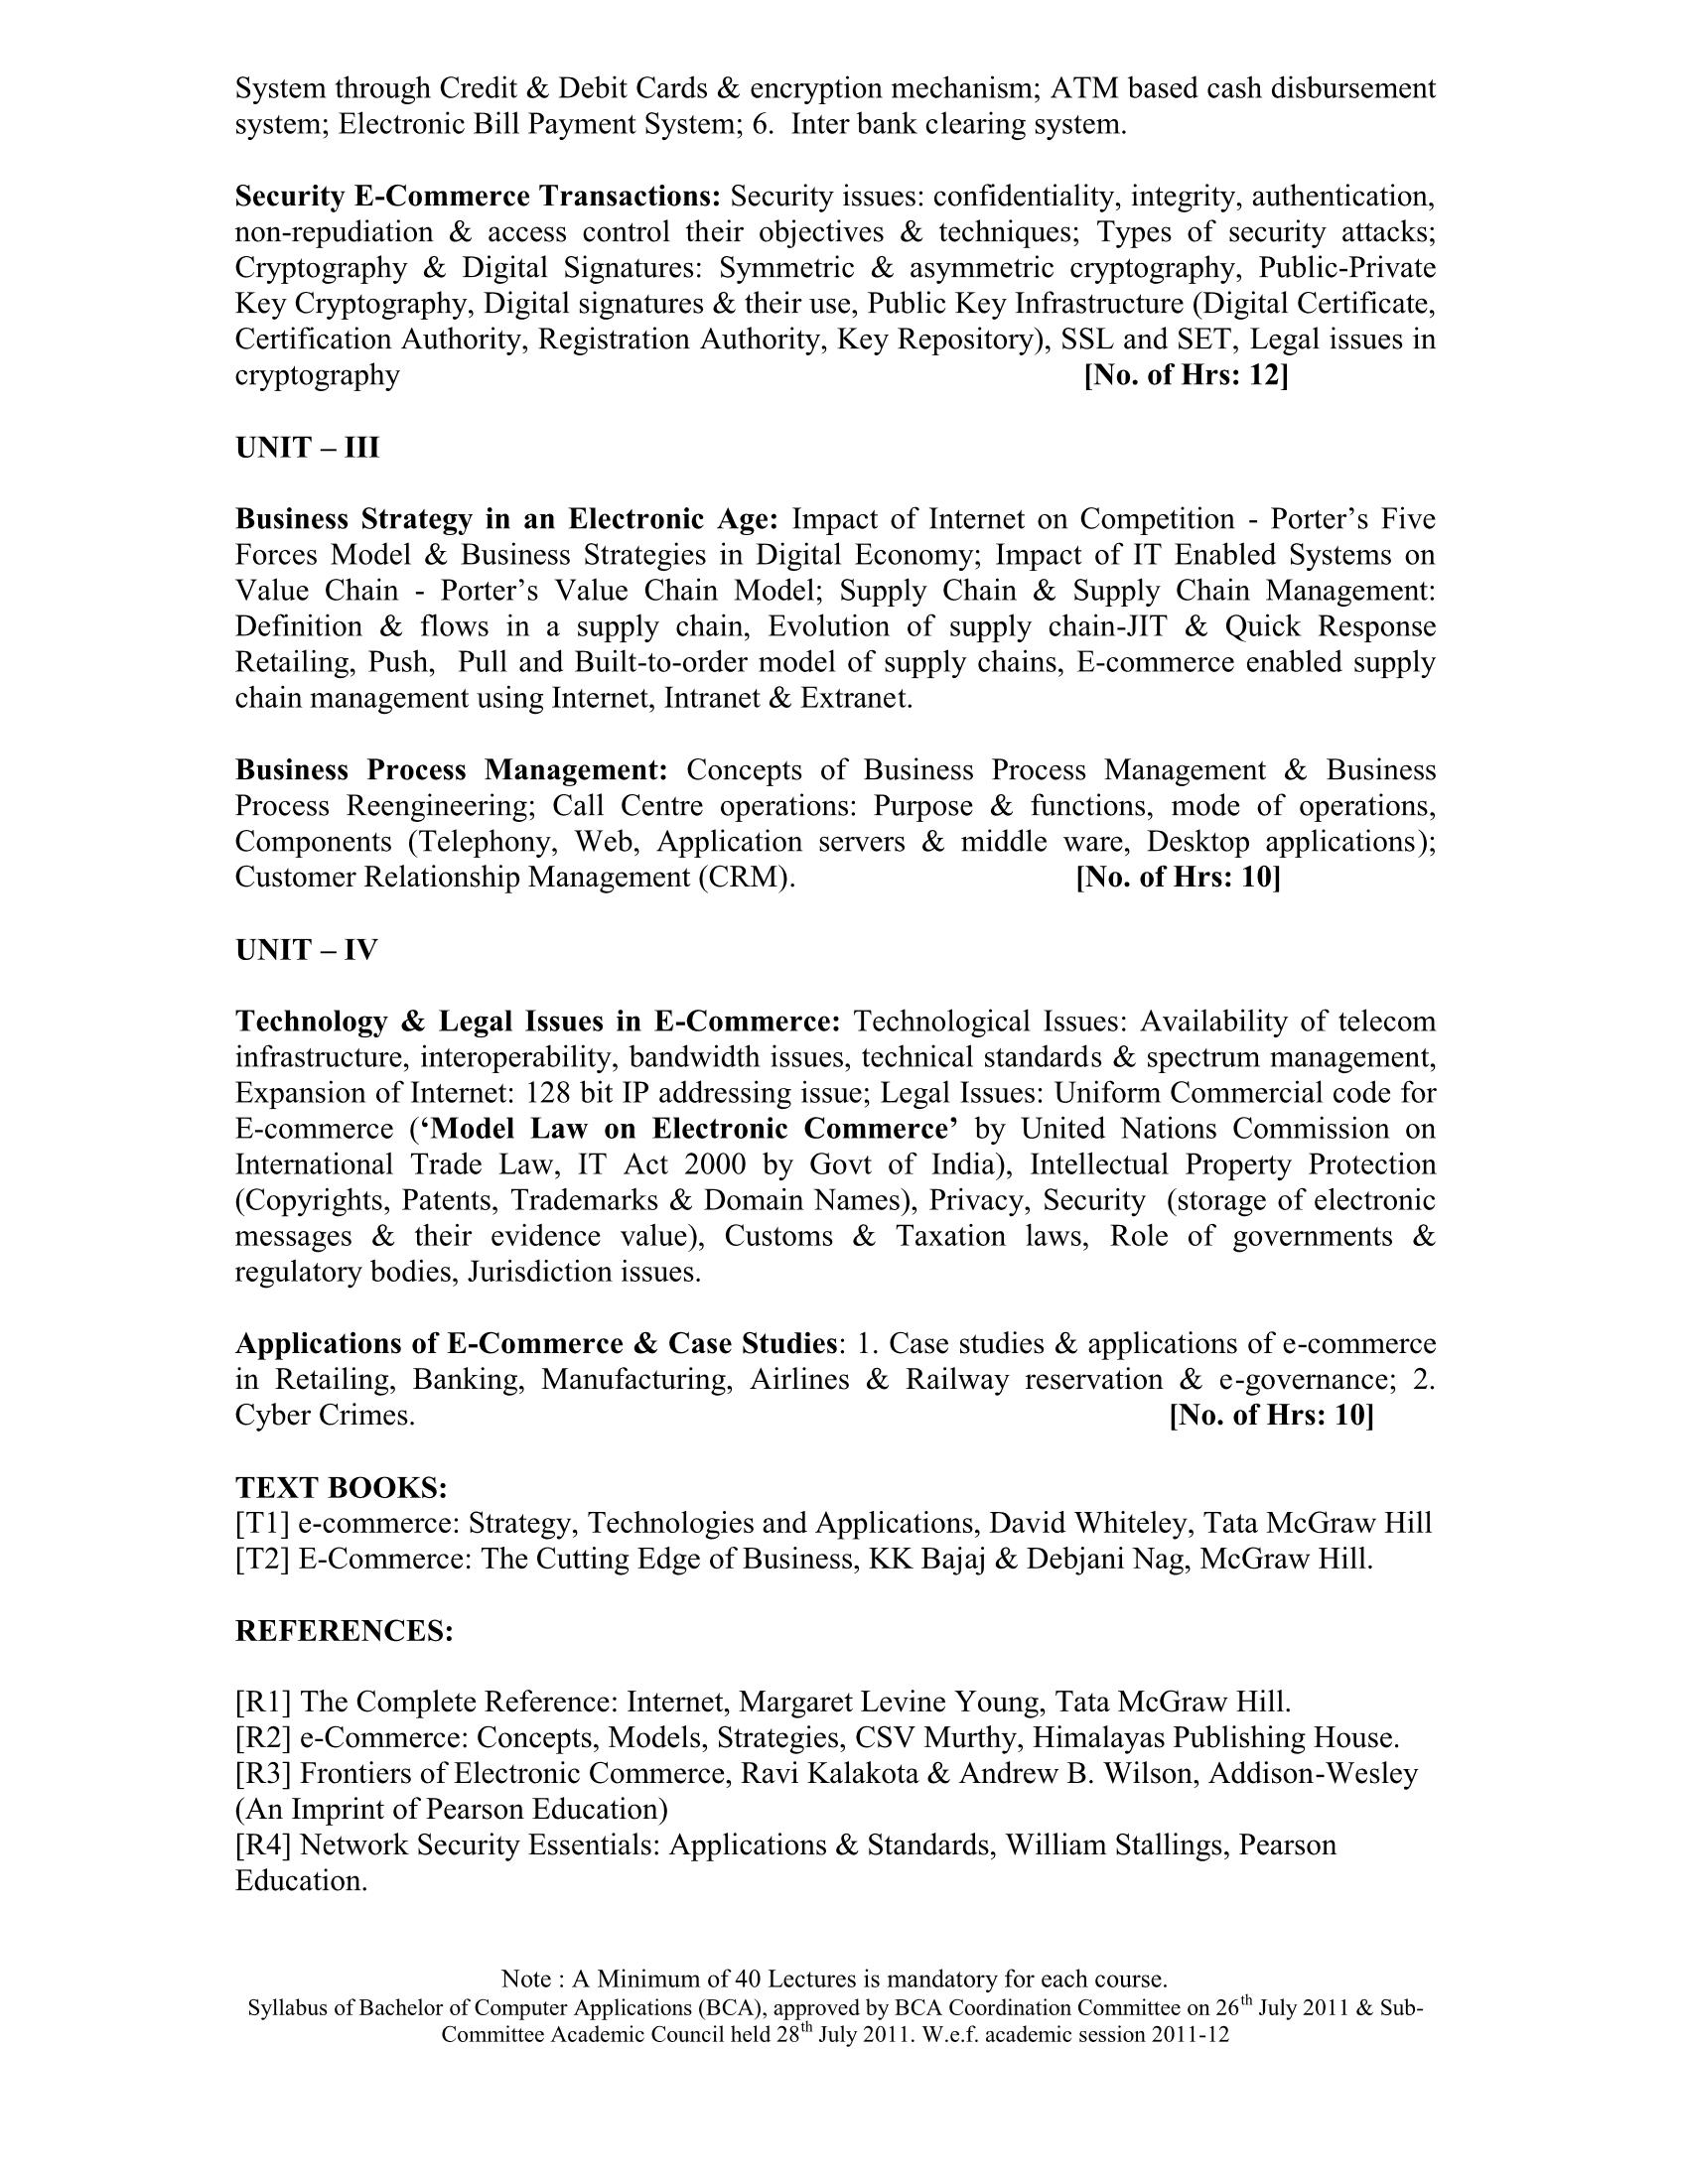 System through Credit & Debit Cards & encryption mechanism; ATM based cash disbursement
system; Electronic Bill Payment System; 6.  Inter bank clearing system.
Security E-Commerce Transactions: Security issues: confidentiality, integrity, authentication,
non-repudiation & access control their objectives & techniques; Types of security attacks;
Cryptography & Digital Signatures: Symmetric & asymmetric cryptography, Public-Private
Key Cryptography, Digital signatures & their use, Public Key Infrastructure (Digital Certificate,
Certification Authority, Registration Authority, Key Repository), SSL and SET, Legal issues in
cryptography [No. of Hrs: 12]
UNIT – III
Business Strategy in an Electronic Age: Impact of Internet on Competition - Porter’s Five
Forces Model & Business Strategies in Digital Economy; Impact of IT Enabled Systems on
Value Chain - Porter’s Value Chain Model; Supply Chain & Supply Chain Management:
Definition & flows in a supply chain, Evolution of supply chain-JIT & Quick Response
Retailing, Push,  Pull and Built-to-order model of supply chains, E-commerce enabled supply
chain management using Internet, Intranet & Extranet.
Business Process Management: Concepts of Business Process Management & Business
Process Reengineering; Call Centre operations: Purpose & functions, mode of operations,
Components (Telephony, Web, Application servers & middle ware, Desktop applications);
Customer Relationship Management (CRM). [No. of Hrs: 10]
UNIT – IV
Technology & Legal Issues in E-Commerce: Technological Issues: Availability of telecom
infrastructure, interoperability, bandwidth issues, technical standards & spectrum management,
Expansion of Internet: 128 bit IP addressing issue; Legal Issues: Uniform Commercial code for
E-commerce (‘Model Law on Electronic Commerce’ by United Nations Commission on
International Trade Law, IT Act 2000 by Govt of India), Intellectual Property Protection
(Copyrights, Patents, Trademarks & Domain Names), Privacy, Security  (storage of electronic
messages & their evidence value), Customs & Taxation laws, Role of governments &
regulatory bodies, Jurisdiction issues.
Applications of E-Commerce & Case Studies: 1. Case studies & applications of e-commerce
in Retailing, Banking, Manufacturing, Airlines & Railway reservation & e-governance; 2.
Cyber Crimes. [No. of Hrs: 10]
TEXT BOOKS:
[T1] e-commerce: Strategy, Technologies and Applications, David Whiteley, Tata McGraw Hill
[T2] E-Commerce: The Cutting Edge of Business, KK Bajaj & Debjani Nag, McGraw Hill.
REFERENCES:
[R1] The Complete Reference: Internet, Margaret Levine Young, Tata McGraw Hill.
[R2] e-Commerce: Concepts, Models, Strategies, CSV Murthy, Himalayas Publishing House.
[R3] Frontiers of Electronic Commerce, Ravi Kalakota & Andrew B. Wilson, Addison-Wesley
(An Imprint of Pearson Education)
[R4] Network Security Essentials: Applications & Standards, William Stallings, Pearson
Education.
Note : A Minimum of 40 Lectures is mandatory for each course.
Syllabus of Bachelor of Computer Applications (BCA), approved by BCA Coordination Committee on 26th July 2011 & Sub-
Committee Academic Council held 28th July 2011. W.e.f. academic session 2011-12